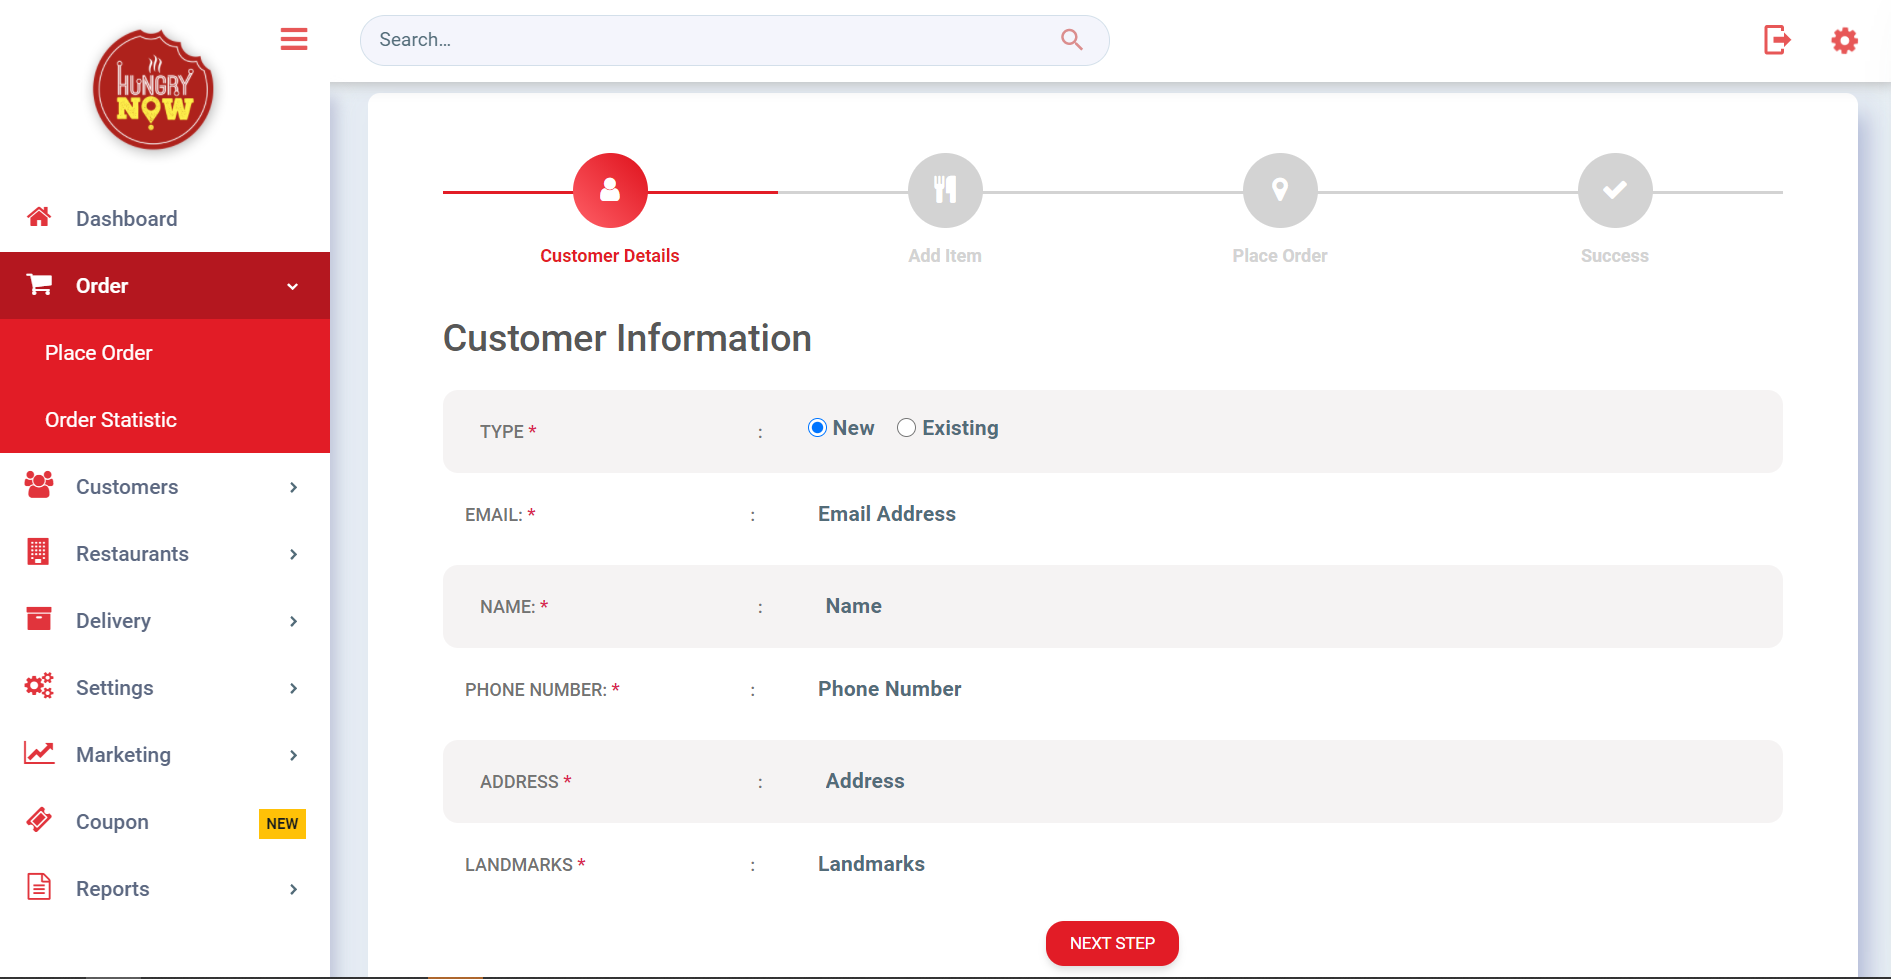 HUNGRY
NOW
Search...
Dashboard
Order
Place Order
Order Statistic
Customers
Restaurants
Delivery
Settings
Marketing
Coupon
NEW
Reports
Customer Details
Add Item
Place Order
Success
Customer Information
TYPE * : New Existing
EMAIL: * : Email Address
NAME: * : Name
PHONE NUMBER: * : Phone Number
ADDRESS * : Address
LANDMARKS * : Landmarks
NEXT STEP